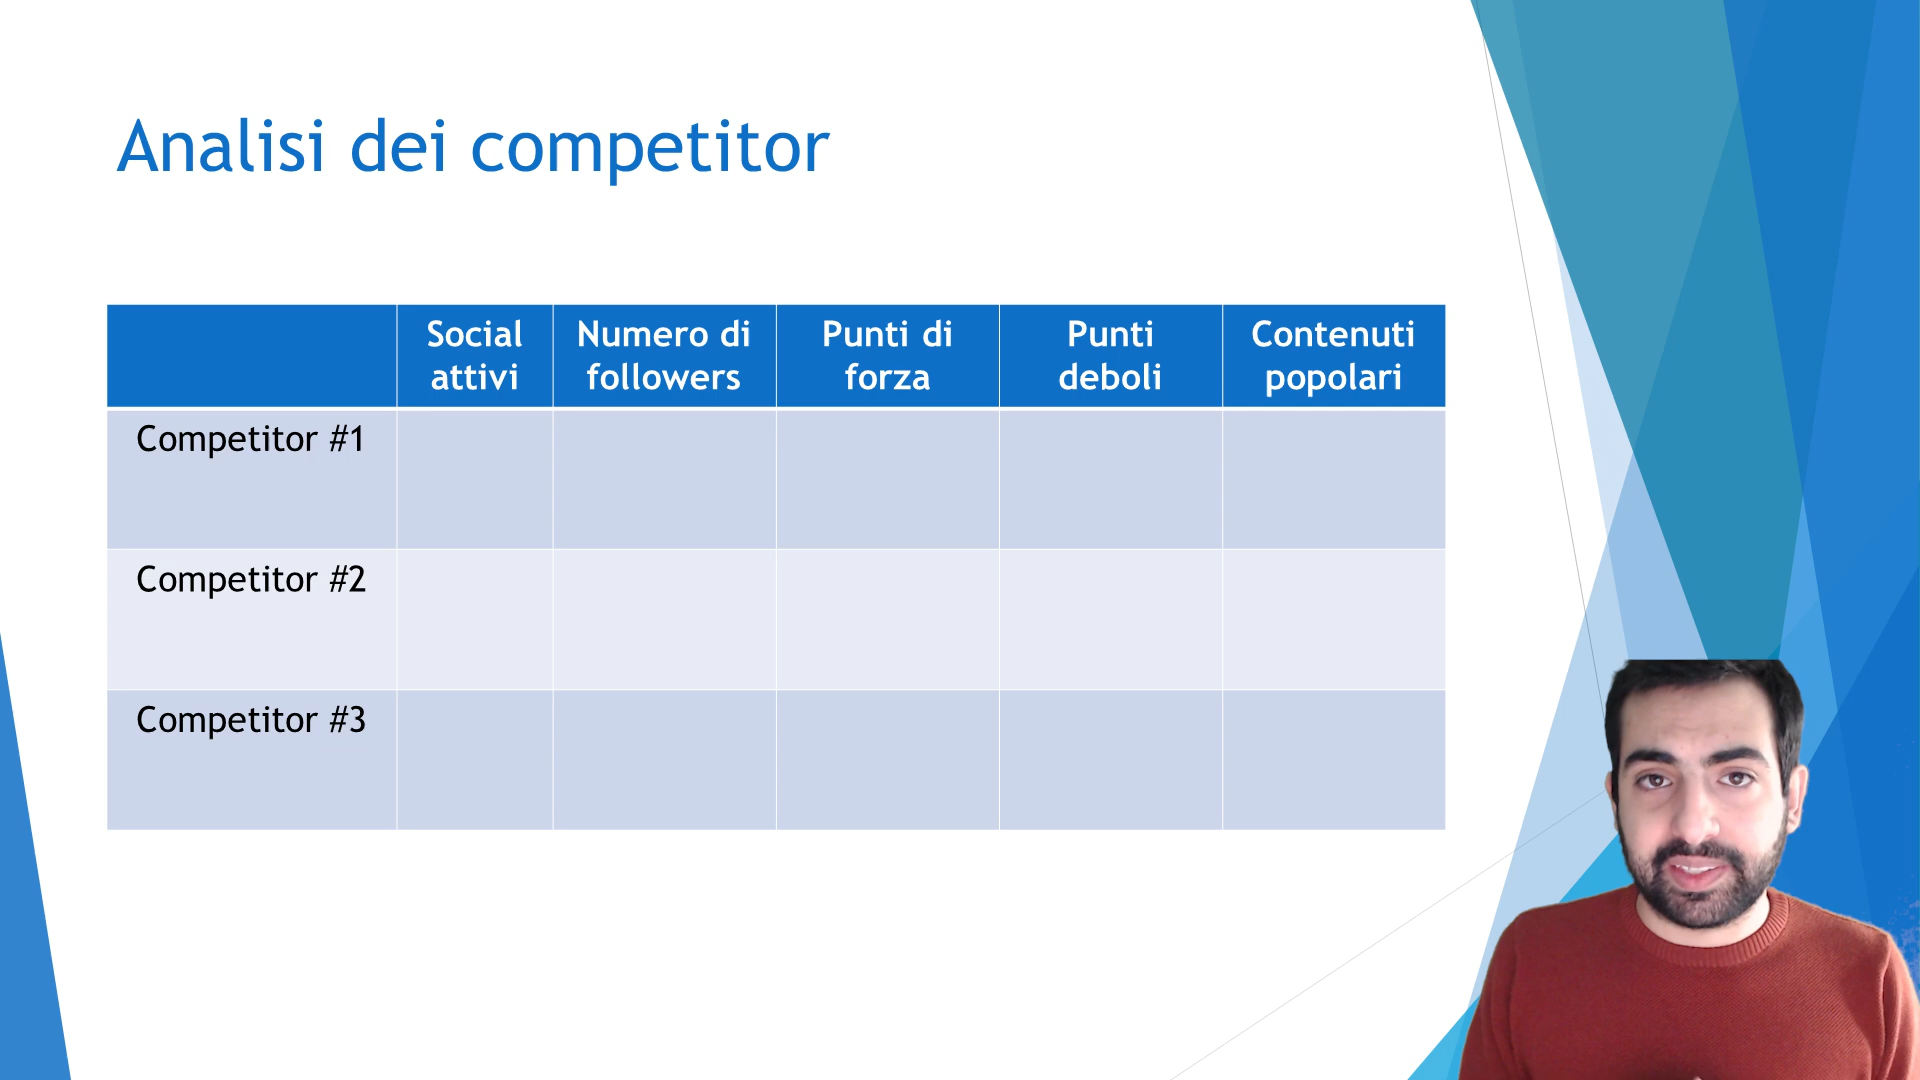 Analisi dei competitor
Social attivi
Numero di followers
Punti di forza
Punti deboli
Contenuti popolari
Competitor #1
Competitor #2
Competitor #3